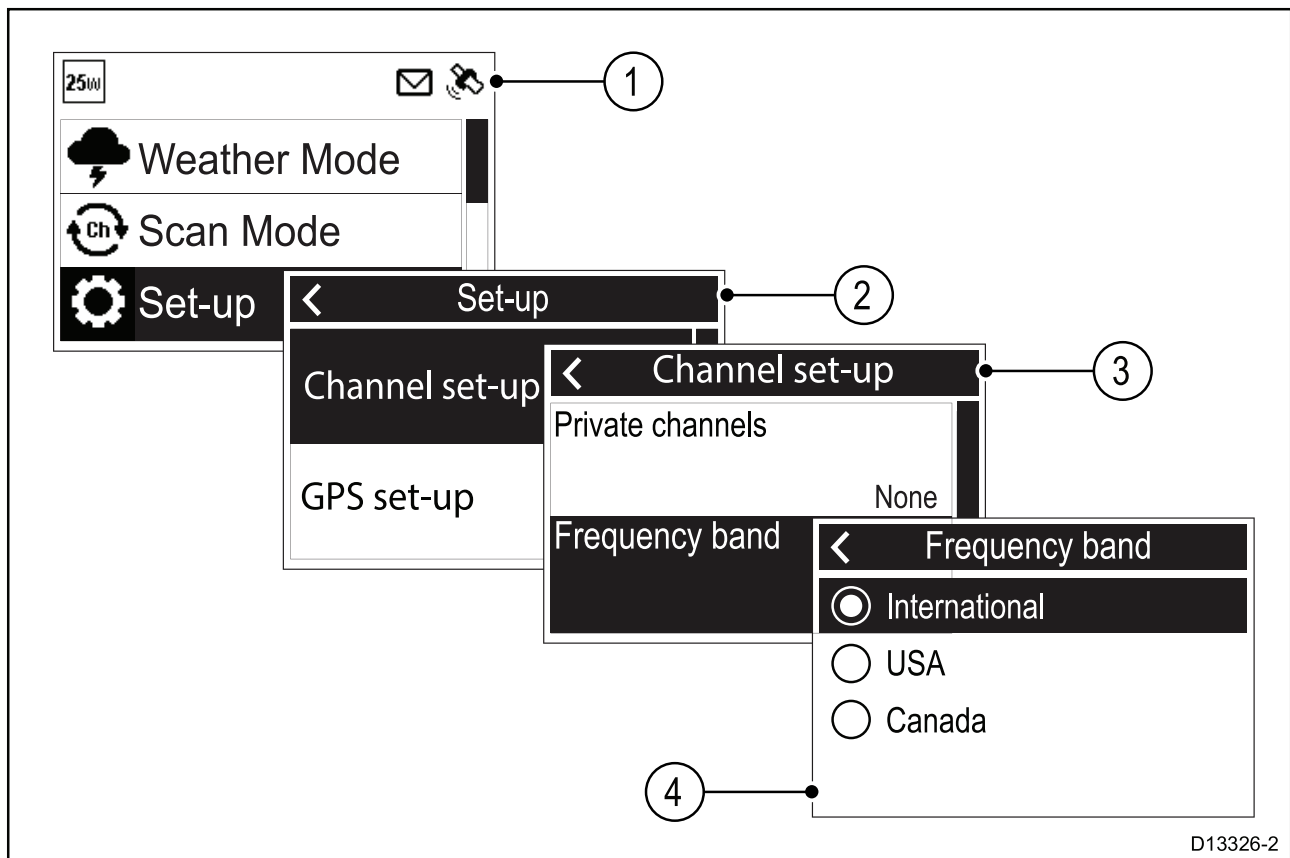 25W
1
Weather Mode
Ch
Scan Mode
Set-up
Set-up
2
Channel set-up
GPS set-up
Channel set-up
3
Private channels
None
Frequency band
Frequency band
International
USA
Canada
4
D13326-2